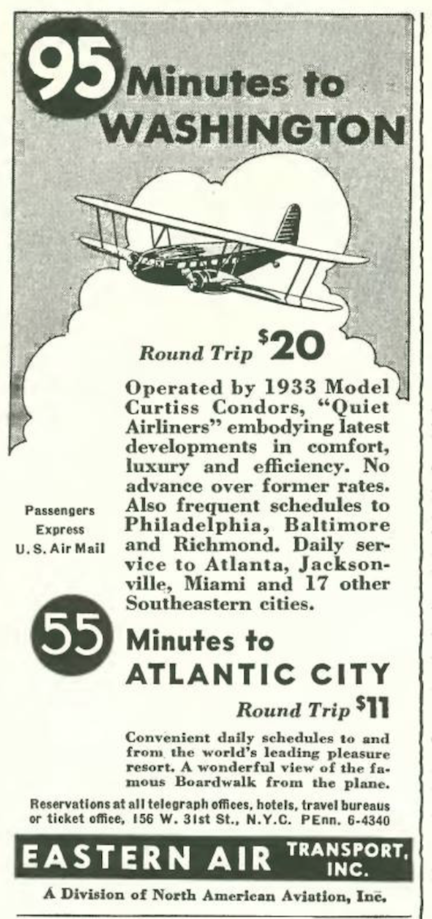 95 Minutes to
WASHINGTON
Round Trip $20
Operated by 1933 Model
Curtiss Condors, "Quiet
Airliners" embodying latest
developments in comfort,
luxury and efficiency. No
advance over former rates.
Also frequent schedules to
Philadelphia, Baltimore
and Richmond. Daily ser-
vice to Atlanta, Jackson-
ville, Miami and 17 other
Southeastern cities.
Passengers
Express
U. S. Air Mail
55 Minutes to
ATLANTIC CITY
Round Trip $11
Convenient daily schedules to and
from the world's leading pleasure
resort. A wonderful view of the fa-
mous Boardwalk from the plane.
Reservations at all telegraph offices, hotels, travel bureaus
or ticket office, 156 W. 31st St., N.Y.C. PEnn. 6-4340
EASTERN AIR TRANSPORT, INC.
A Division of North American Aviation, Inc.